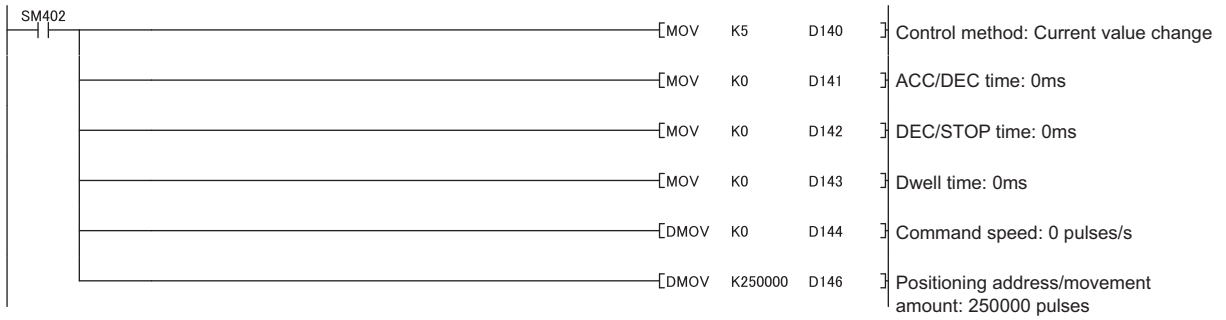 SM402
MOV K5 D140 Control method: Current value change
MOV K0 D141 ACC/DEC time: 0ms
MOV K0 D142 DEC/STOP time: 0ms
MOV K0 D143 Dwell time: 0ms
DMOV K0 D144 Command speed: 0 pulses/s
DMOV K250000 D146 Positioning address/movement
amount: 250000 pulses